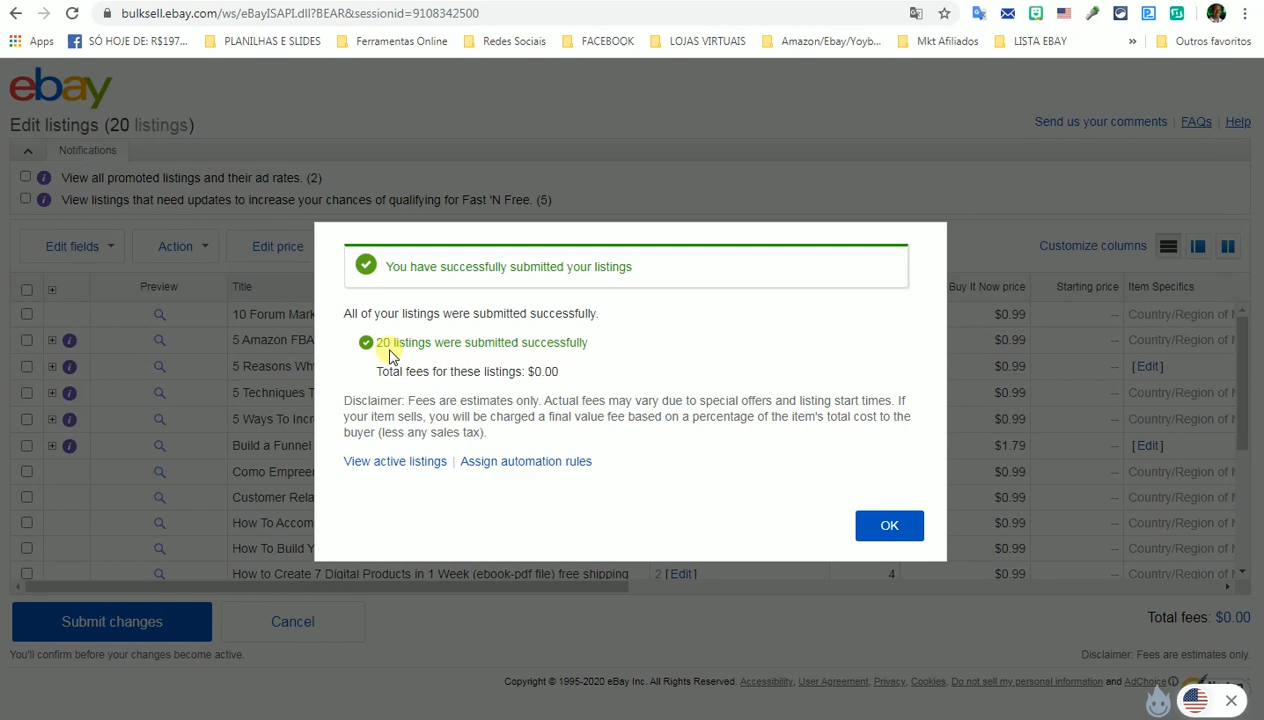 bulksell.ebay.com/ws/eBayISAPI.dll?BEAR&sessionid=9108342500
Apps SÓ HOJE DE: R$197... PLANILHAS E SLIDES Ferramentas Online Redes Sociais FACEBOOK LOJAS VIRTUAIS Amazon/Ebay/Yoyb... Mkt Afiliados LISTA EBAY » Outros favoritos
ebay
Edit listings (20 listings)
Send us your comments | FAQs | Help
Notifications
View all promoted listings and their ad rates. (2)
View listings that need updates to increase your chances of qualifying for Fast 'N Free. (5)
Edit fields Action Edit price Customize columns
Preview Title Buy It Now price Starting price Item Specifics
10 Forum Mark $0.99 -- Country/Region of
5 Amazon FBA $0.99 -- Country/Region of
5 Reasons Wh $0.99 -- [Edit]
5 Techniques T $0.99 -- Country/Region of
5 Ways To Incr $0.99 -- Country/Region of
Build a Funnel $1.79 -- [Edit]
Como Empree $0.99 -- Country/Region of
Customer Rela $0.99 -- Country/Region of
How To Accom $0.99 -- Country/Region of
How To Build Y $0.99 -- Country/Region of
How to Create 7 Digital Products in 1 Week (ebook-pdf file) free shipping 2 [Edit] 4 $0.99 -- Country/Region of
You have successfully submitted your listings
All of your listings were submitted successfully.
20 listings were submitted successfully
Total fees for these listings: $0.00
Disclaimer: Fees are estimates only. Actual fees may vary due to special offers and listing start times. If
your item sells, you will be charged a final value fee based on a percentage of the item's total cost to the
buyer (less any sales tax).
View active listings | Assign automation rules
OK
Submit changes Cancel Total fees: $0.00
You'll confirm before your changes become active. Disclaimer: Fees are estimates only.
Copyright © 1995-2020 eBay Inc. All Rights Reserved. Accessibility, User Agreement, Privacy, Cookies, Do not sell my personal information and AdChoice